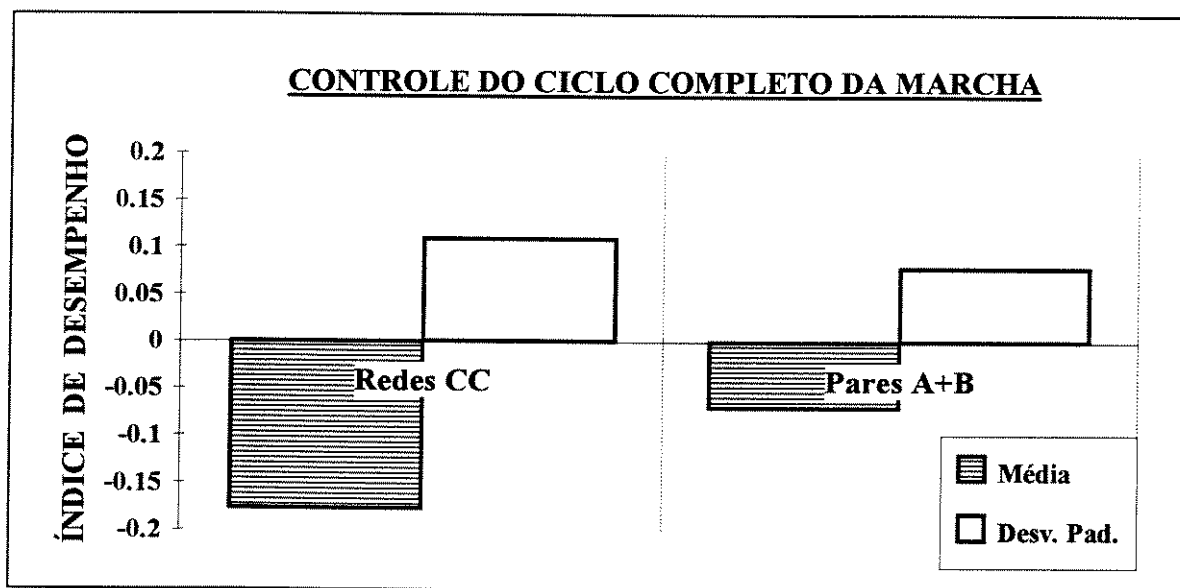 CONTROLE DO CICLO COMPLETO DA MARCHA
ÍNDICE DE DESEMPENHO
0.2
0.15
0.1
0.05
0
-0.05
-0.1
-0.15
-0.2
Redes CC
Pares A+B
Média
Desv. Pad.